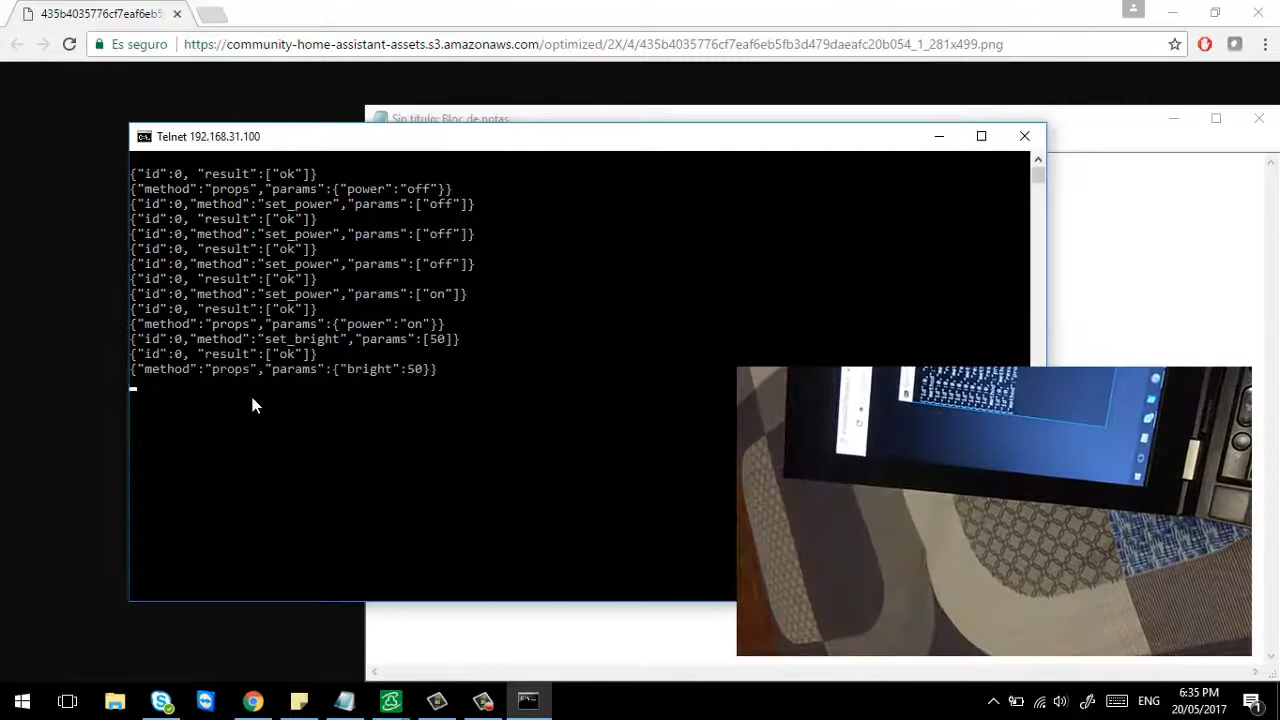 435b4035776cf7eaf6eb5
Es seguro
https://community-home-assistant-assets.s3.amazonaws.com/optimized/2X/4/435b4035776cf7eaf6eb5fb3d479daeafc20b054_1_281x499.png
Sin título: Bloc de notas
Telnet 192.168.31.100
{"id":0, "result":["ok"]}
{"method":"props","params":{"power":"off"}}
{"id":0,"method":"set_power","params":["off"]}
{"id":0, "result":["ok"]}
{"id":0,"method":"set_power","params":["off"]}
{"id":0, "result":["ok"]}
{"id":0,"method":"set_power","params":["off"]}
{"id":0, "result":["ok"]}
{"id":0,"method":"set_power","params":["on"]}
{"id":0, "result":["ok"]}
{"method":"props","params":{"power":"on"}}
{"id":0,"method":"set_bright","params":[50]}
{"id":0, "result":["ok"]}
{"method":"props","params":{"bright":50}}
ENG
6:35 PM
20/05/2017
1